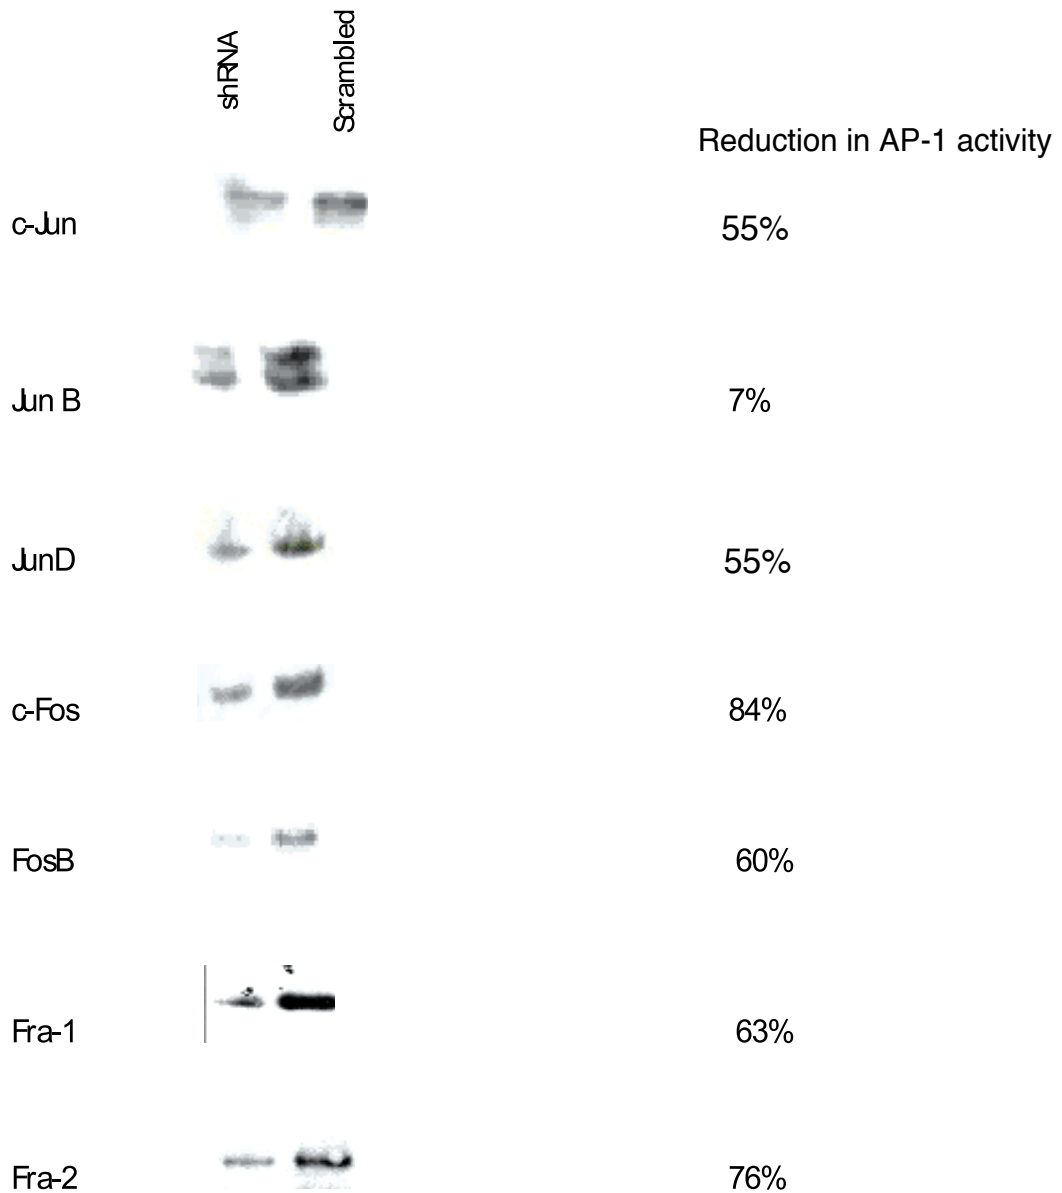 shRNA
Scrambled
Reduction in AP-1 activity
c-Jun 55%
Jun B 7%
JunD 55%
c-Fos 84%
FosB 60%
Fra-1 63%
Fra-2 76%